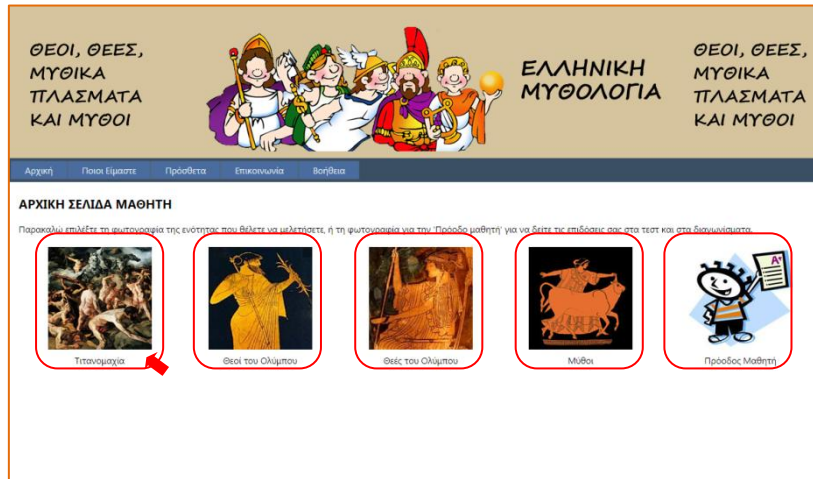 ΘΕΟΙ, ΘΕΕΣ,
ΜΥΘΙΚΑ
ΠΛΑΣΜΑΤΑ
ΚΑΙ ΜΥΘΟΙ
ΕΛΛΗΝΙΚΗ
ΜΥΘΟΛΟΓΙΑ
ΘΕΟΙ, ΘΕΕΣ,
ΜΥΘΙΚΑ
ΠΛΑΣΜΑΤΑ
ΚΑΙ ΜΥΘΟΙ
Αρχική Ποιοι Είμαστε Πρόσθετα Επικοινωνία Βοήθεια
ΑΡΧΙΚΗ ΣΕΛΙΔΑ ΜΑΘΗΤΗ
Παρακαλώ επιλέξτε τη φωτογραφία της ενότητας που θέλετε να μελετήσετε, ή τη φωτογραφία για την 'Πρόοδο μαθητή' για να δείτε τις επιδόσεις σας στα τεστ και στα διαγωνίσματα.
A+
Τιτανομαχία Θεοί του Ολύμπου Θεές του Ολύμπου Μύθοι Πρόοδος Μαθητή